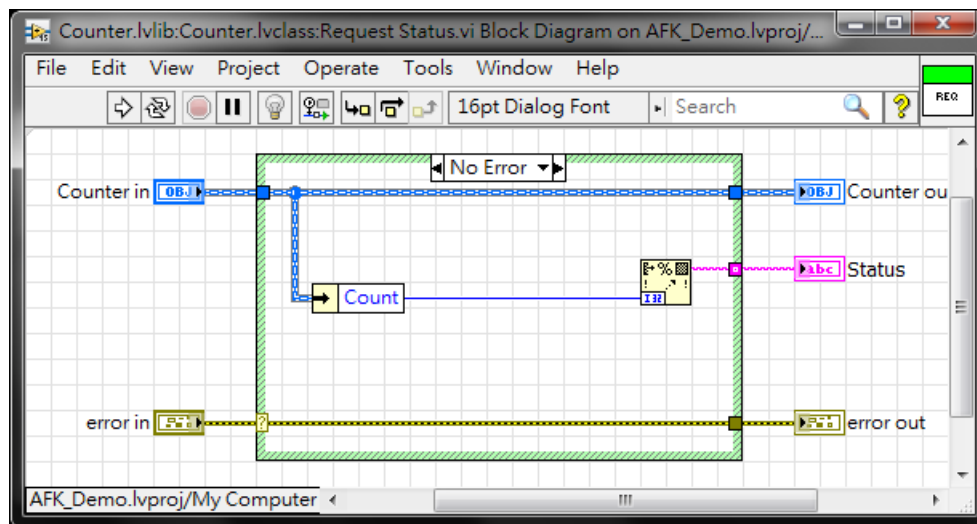 Counter.lvlib:Counter.lvclass:Request Status.vi Block Diagram on AFK_Demo.lvproj/...
File Edit View Project Operate Tools Window Help
16pt Dialog Font Search
REQ
No Error
Counter in OBJ OBJ Counter ou
abc Status
Count I32
error in ? error out
AFK_Demo.lvproj/My Computer